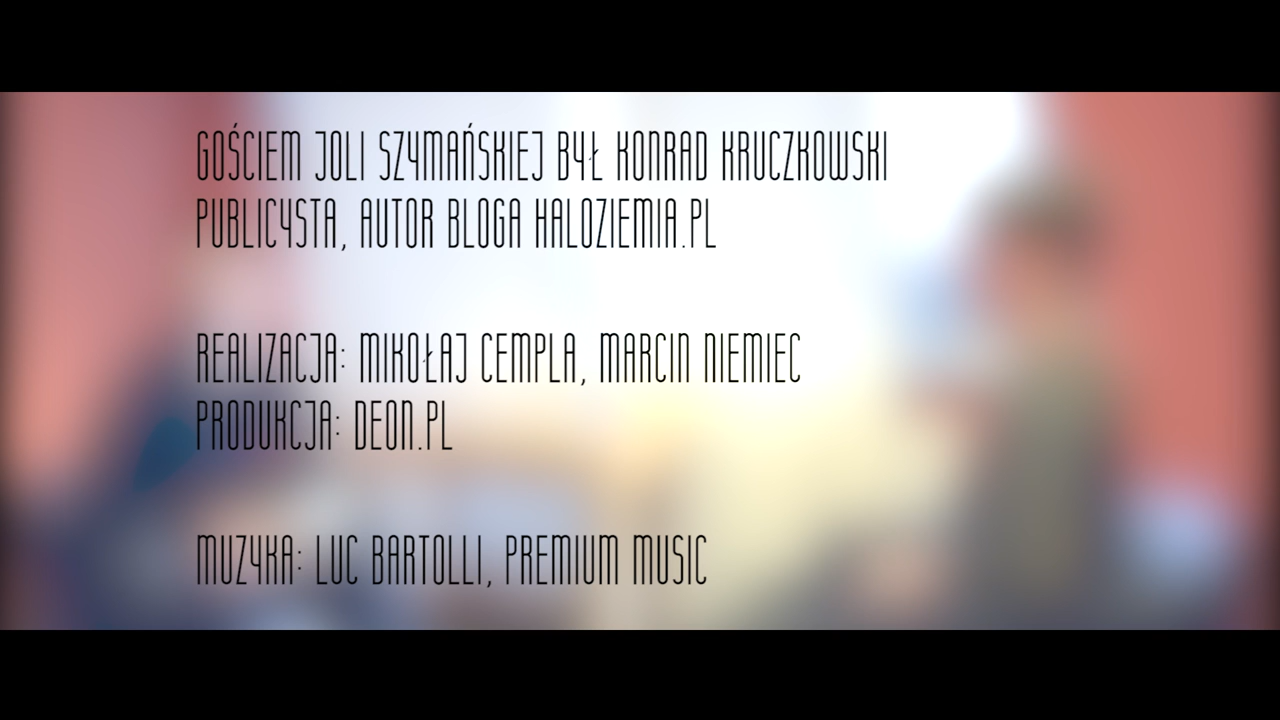 GOŚCIEM JOLI SZYMAŃSKIEJ BYŁ KONRAD KRUCZKOWSKI
PUBLICYSTA, AUTOR BLOGA HALOZIEMIA.PL
REALIZACJA: MIKOŁAJ CEMPLA, MARCIN NIEMIEC
PRODUKCJA: DEON.PL
MUZYKA: LUC BARTOLLI, PREMIUM MUSIC